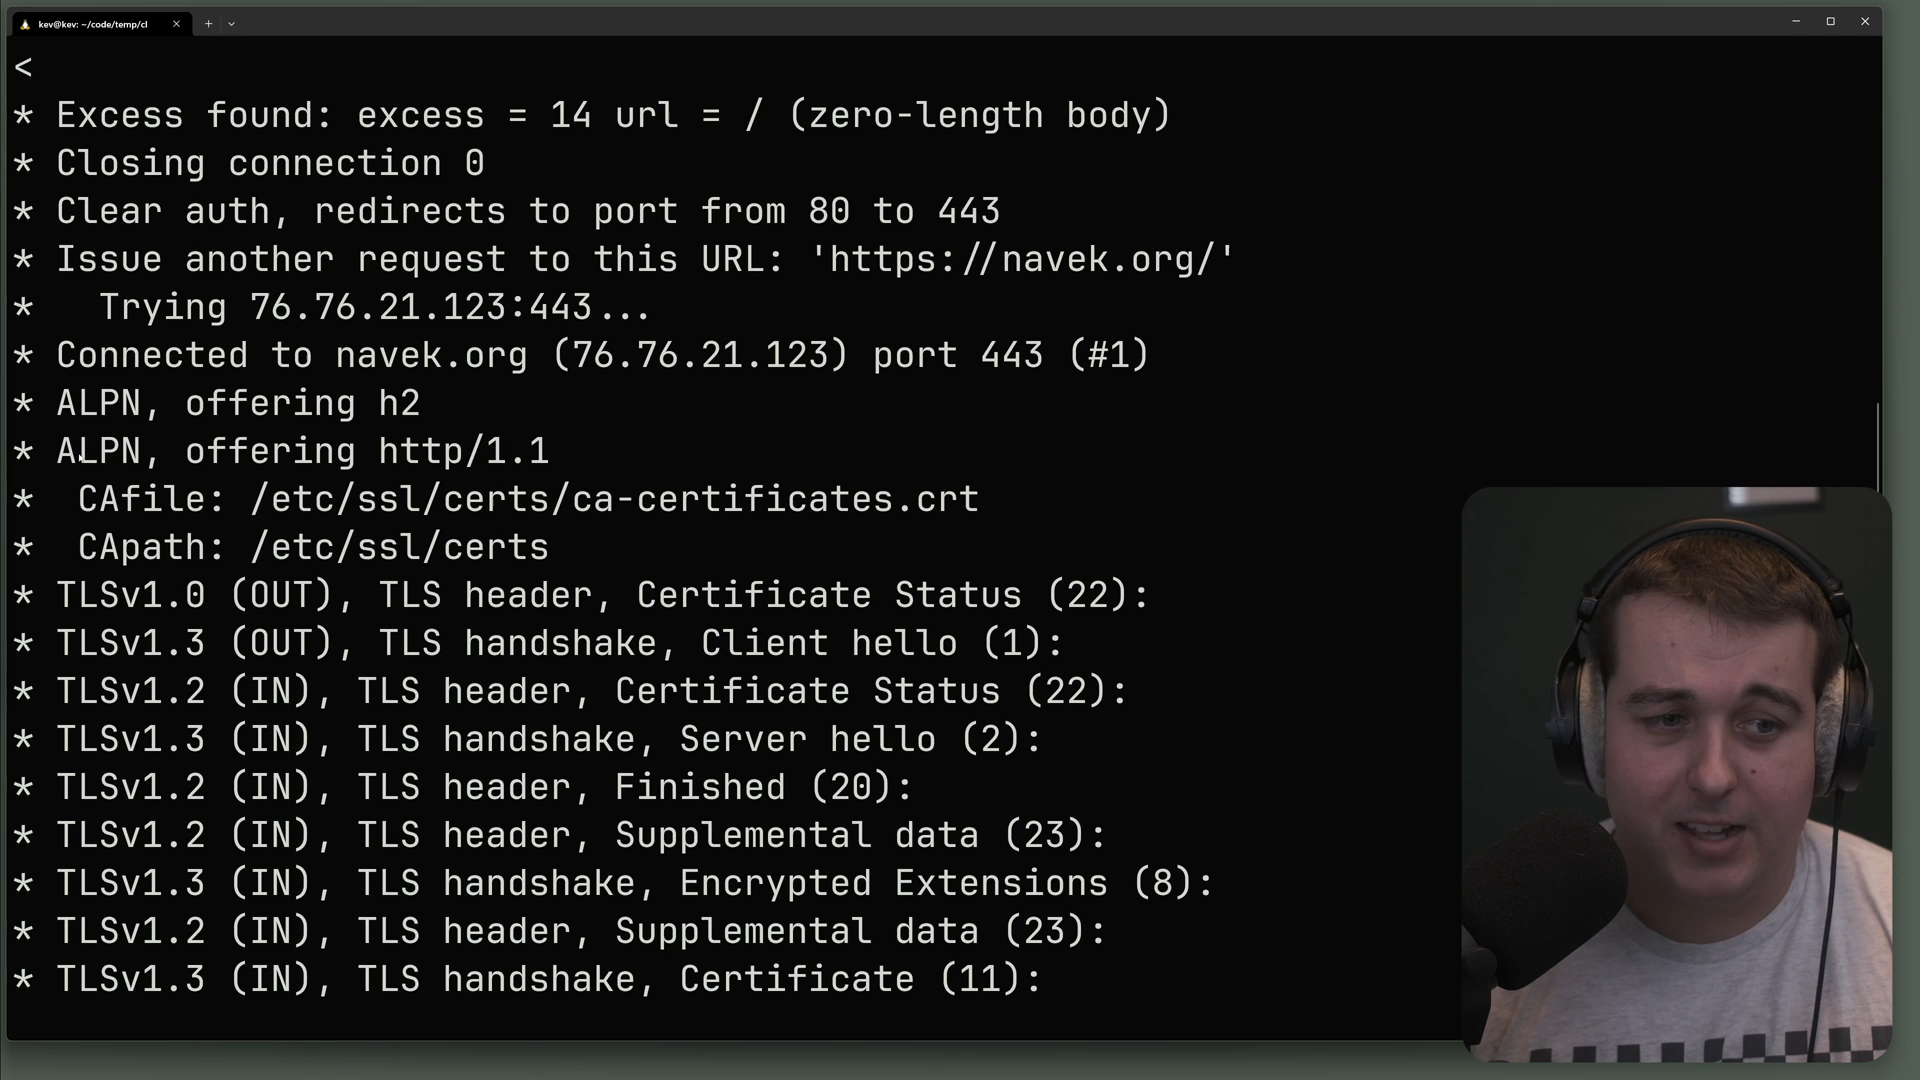 kev@kev: ~/code/temp/cl
<
* Excess found: excess = 14 url = / (zero-length body)
* Closing connection 0
* Clear auth, redirects to port from 80 to 443
* Issue another request to this URL: 'https://navek.org/'
*   Trying 76.76.21.123:443...
* Connected to navek.org (76.76.21.123) port 443 (#1)
* ALPN, offering h2
* ALPN, offering http/1.1
*  CAfile: /etc/ssl/certs/ca-certificates.crt
*  CApath: /etc/ssl/certs
* TLSv1.0 (OUT), TLS header, Certificate Status (22):
* TLSv1.3 (OUT), TLS handshake, Client hello (1):
* TLSv1.2 (IN), TLS header, Certificate Status (22):
* TLSv1.3 (IN), TLS handshake, Server hello (2):
* TLSv1.2 (IN), TLS header, Finished (20):
* TLSv1.2 (IN), TLS header, Supplemental data (23):
* TLSv1.3 (IN), TLS handshake, Encrypted Extensions (8):
* TLSv1.2 (IN), TLS header, Supplemental data (23):
* TLSv1.3 (IN), TLS handshake, Certificate (11):